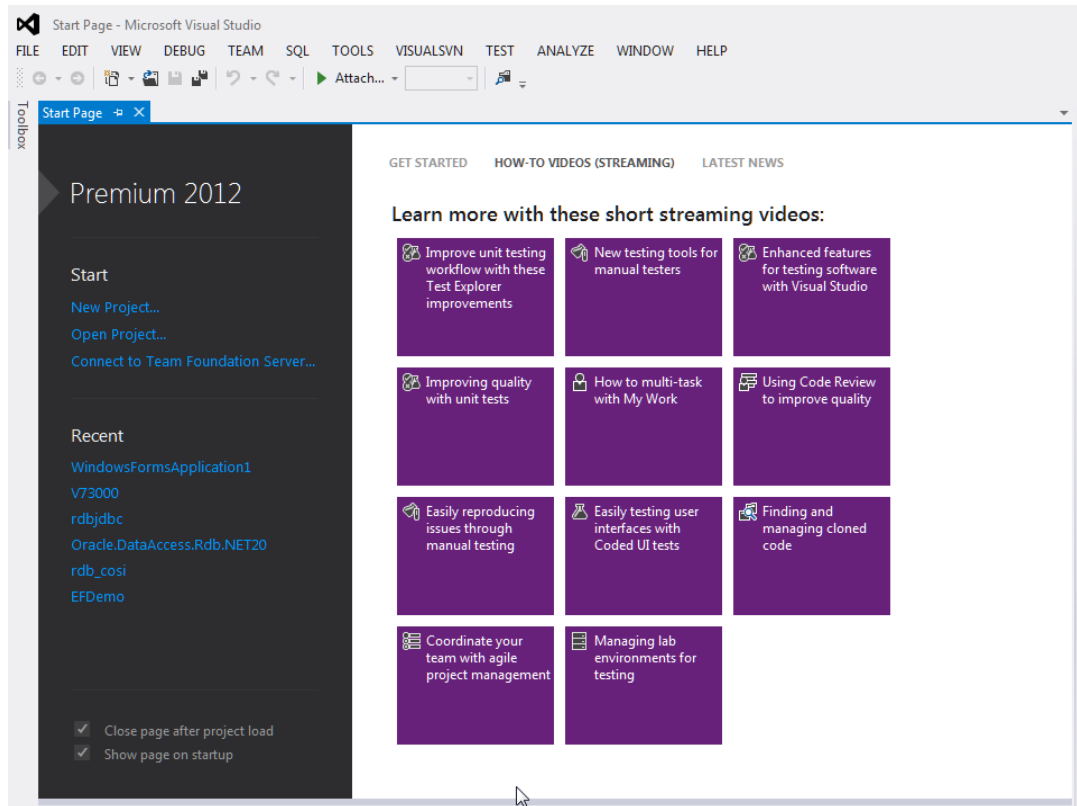 Start Page - Microsoft Visual Studio
FILE EDIT VIEW DEBUG TEAM SQL TOOLS VISUALSVN TEST ANALYZE WINDOW HELP
Attach...
Toolbox
Start Page
Premium 2012
Start
New Project...
Open Project...
Connect to Team Foundation Server...
Recent
WindowsFormsApplication1
V73000
rdbjdbc
Oracle.DataAccess.Rdb.NET20
rdb_cosi
EFDemo
Close page after project load
Show page on startup
GET STARTED HOW-TO VIDEOS (STREAMING) LATEST NEWS
Learn more with these short streaming videos:
Improve unit testing
workflow with these
Test Explorer
improvements
New testing tools for
manual testers
Enhanced features
for testing software
with Visual Studio
Improving quality
with unit tests
How to multi-task
with My Work
Using Code Review
to improve quality
Easily reproducing
issues through
manual testing
Easily testing user
interfaces with
Coded UI tests
Finding and
managing cloned
code
Coordinate your
team with agile
project management
Managing lab
environments for
testing